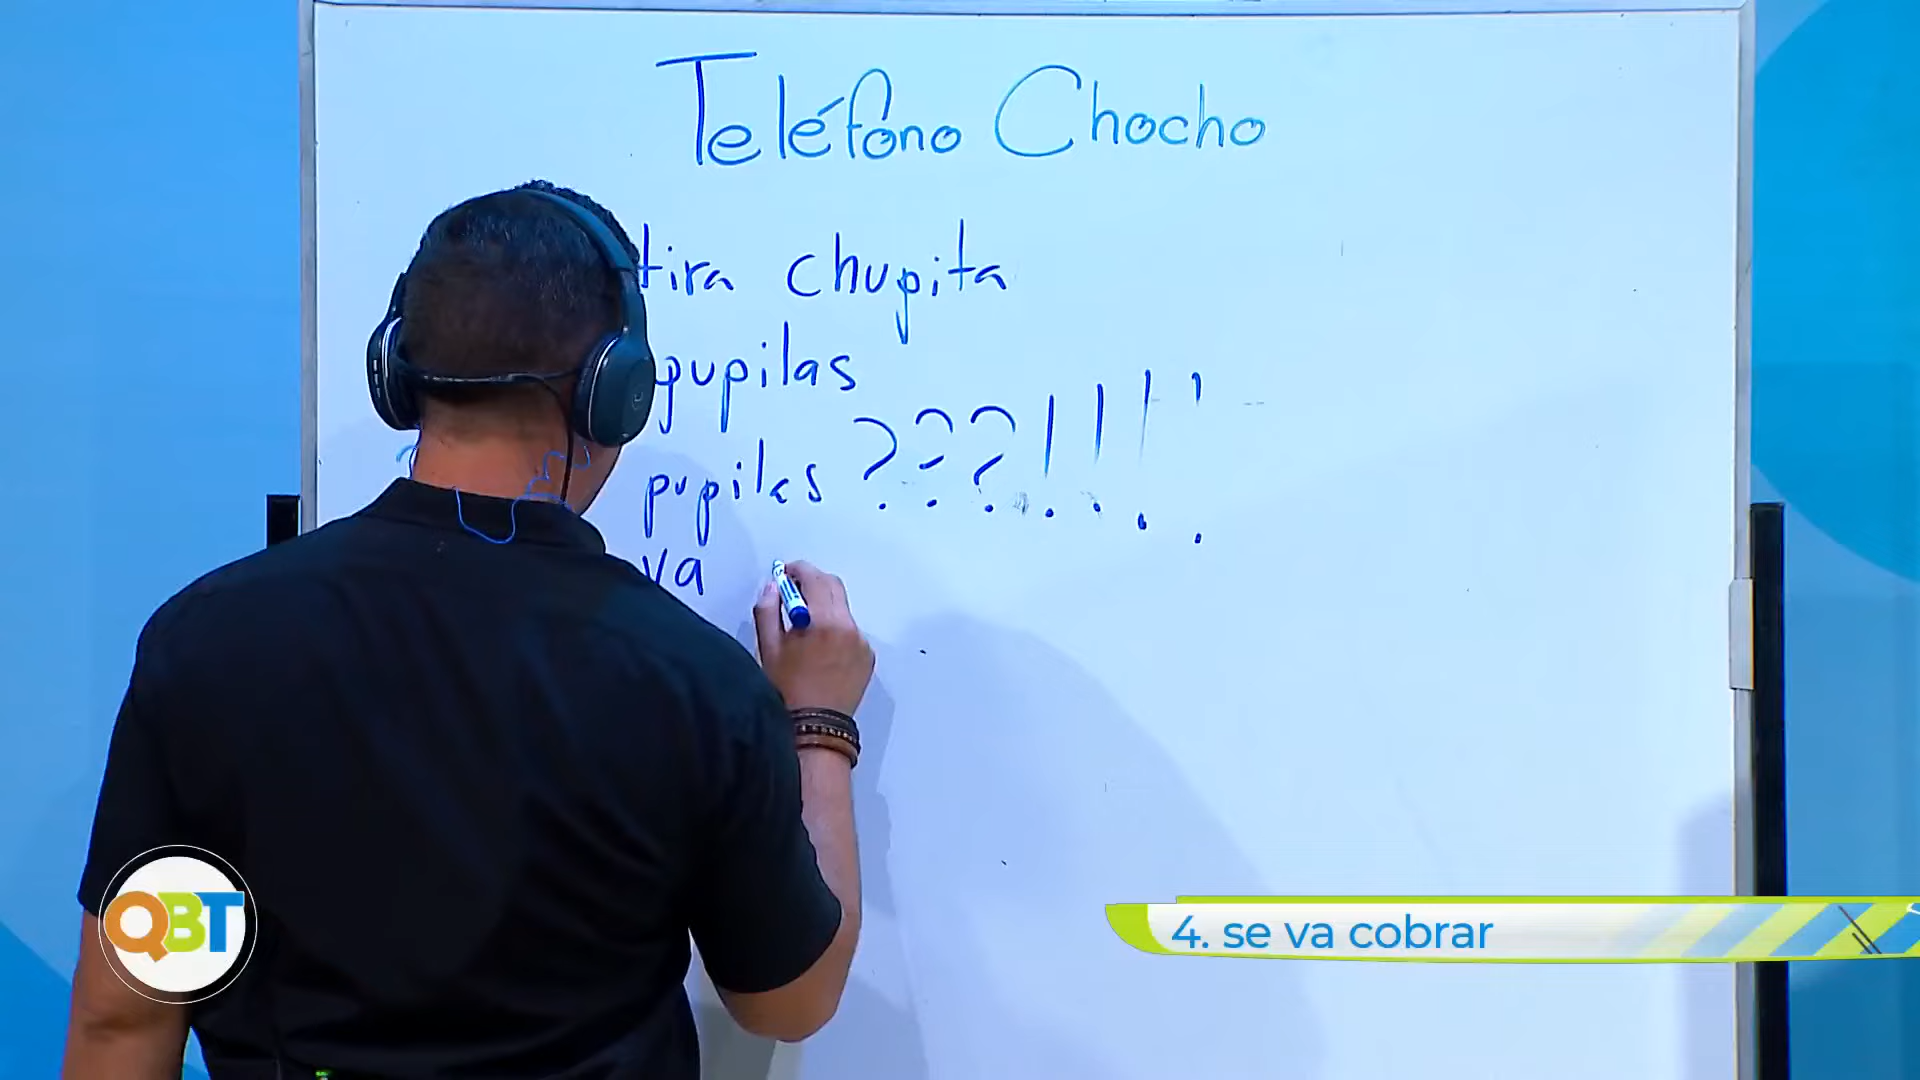 Teléfono Chocho
tira chupita
pupilas
pupilas ???!!!!
va
QBT
4. se va cobrar